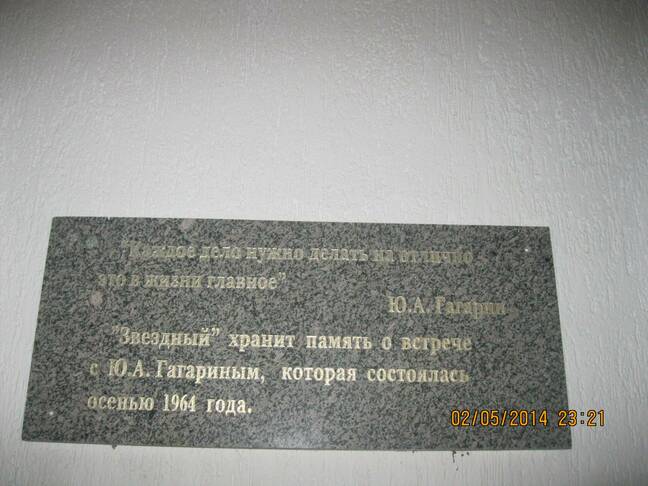 "Каждое дело нужно делать на отлично
это в жизни главное"
Ю.А. Гагарин
"Звездный" хранит память о встрече
с Ю.А. Гагариным, которая состоялась
осенью 1964 года.
02/05/2014 23:21